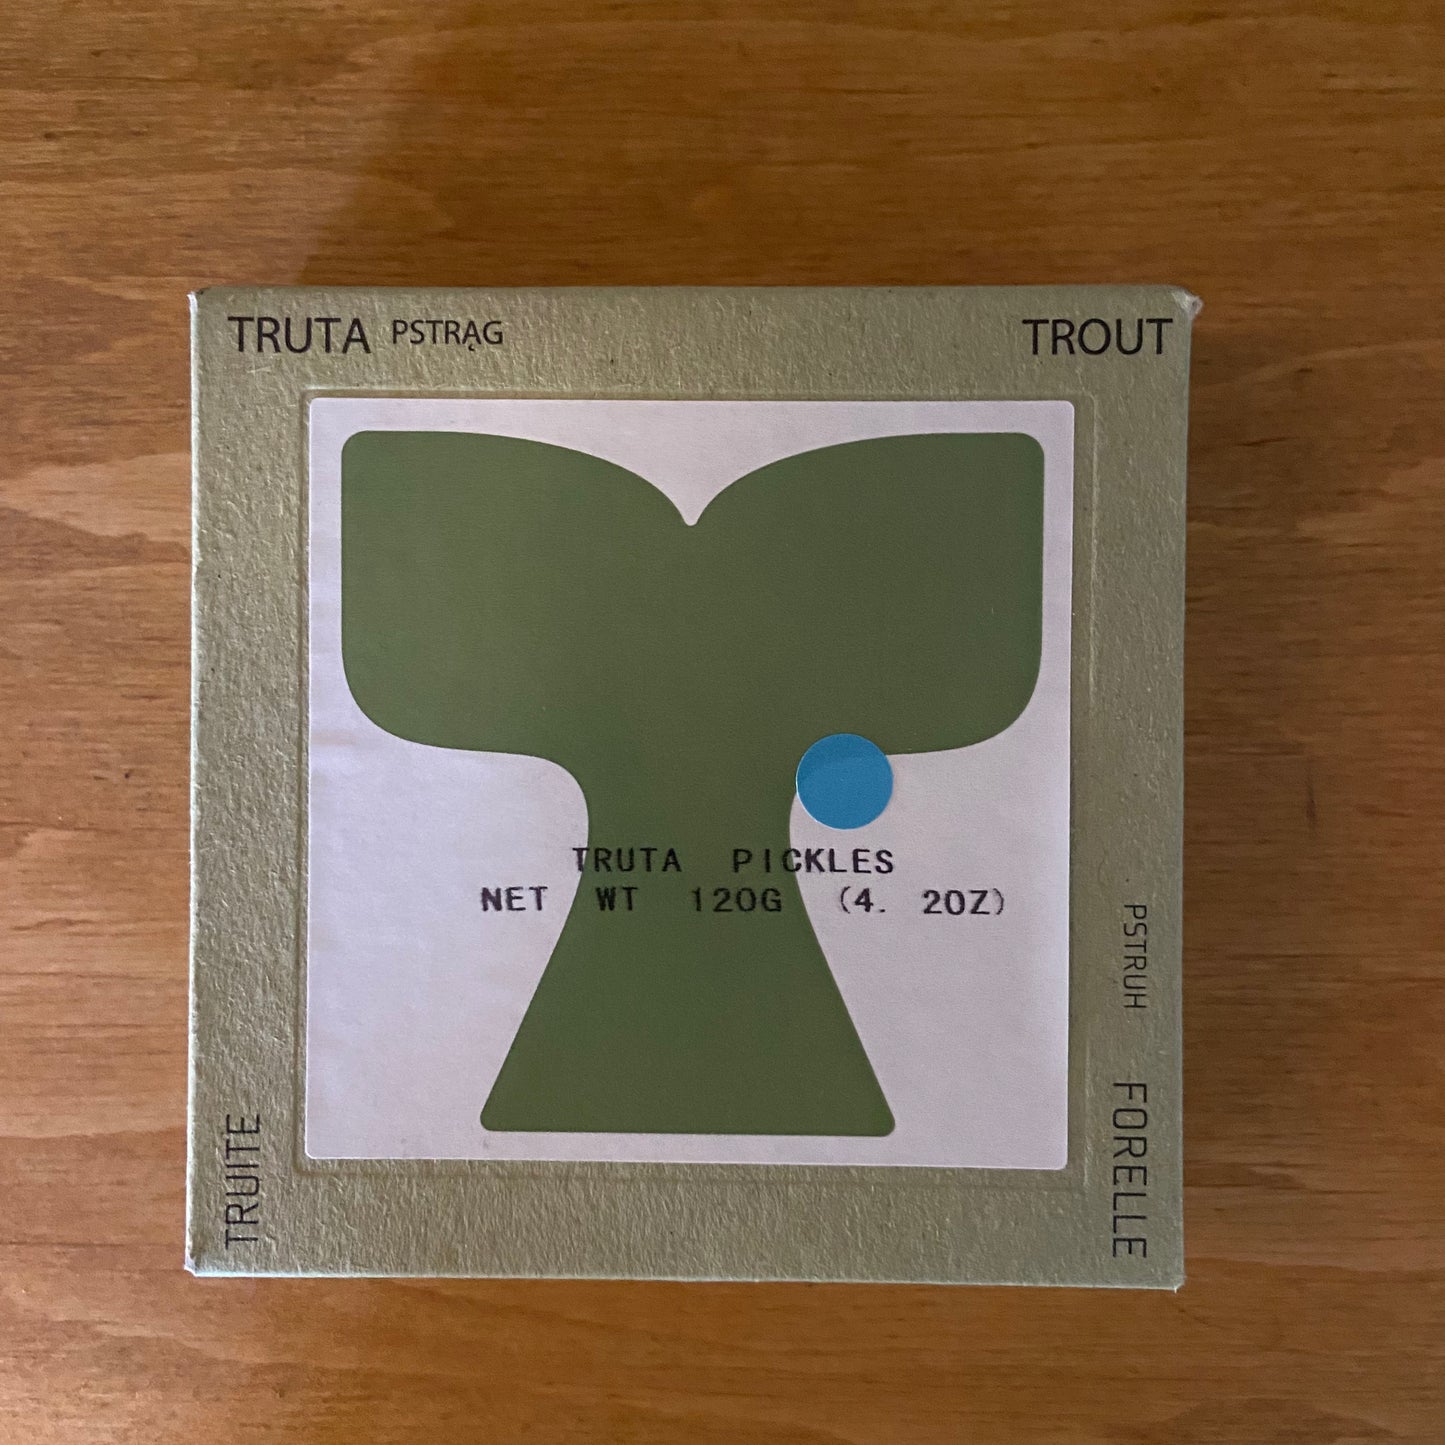 TRUTA PSTRĄG
TROUT
TRUTA PICKLES
NET WT 120G (4. 2OZ)
PSTRUH
FORELLE
TRUITE